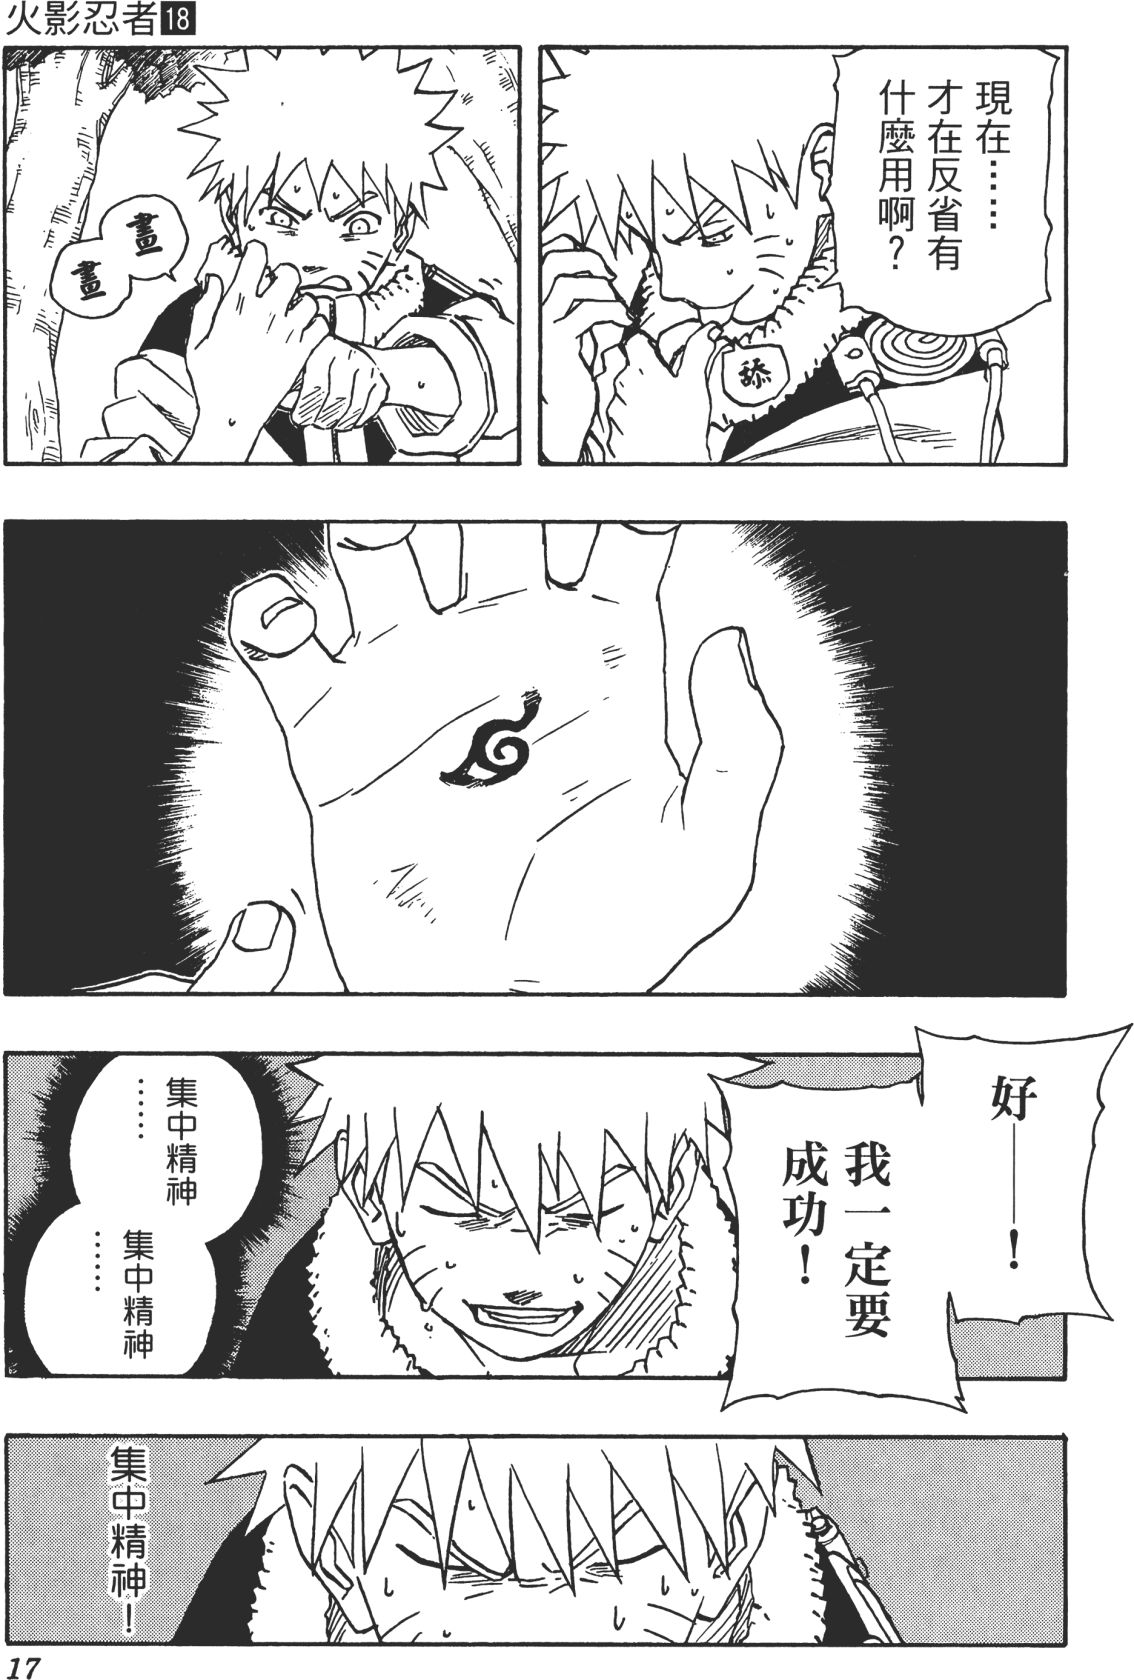 火影忍者18
現在……
才在反省有
什麼用啊？
舔
畫
畫
好——！
我一定要
成功！
集中精神
……
集中精神
……
集中精神！
17